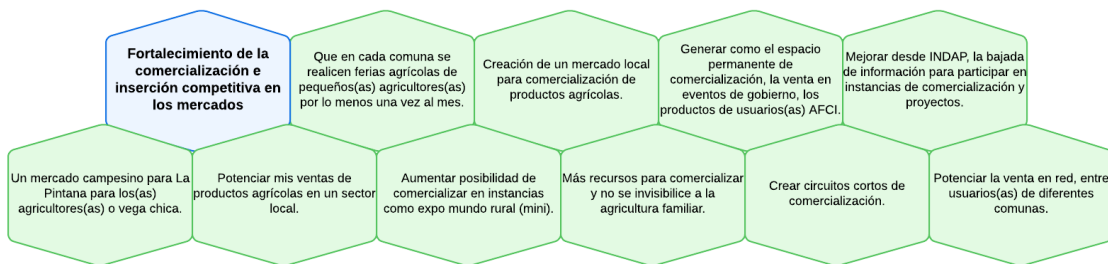 Fortalecimiento de la
comercialización e
inserción competitiva en
los mercados
Que en cada comuna se
realicen ferias agrícolas de
pequeños(as) agricultores(as)
por lo menos una vez al mes.
Creación de un mercado local
para comercialización de
productos agrícolas.
Generar como el espacio
permanente de
comercialización, la venta en
eventos de gobierno, los
productos de usuarios(as) AFCI.
Mejorar desde INDAP, la bajada
de información para participar en
instancias de comercialización y
proyectos.
Un mercado campesino para La
Pintana para los(as)
agricultores(as) o vega chica.
Potenciar mis ventas de
productos agrícolas en un sector
local.
Aumentar posibilidad de
comercializar en instancias
como expo mundo rural (mini).
Más recursos para comercializar
y no se invisibilice a la
agricultura familiar.
Crear circuitos cortos de
comercialización.
Potenciar la venta en red, entre
usuarios(as) de diferentes
comunas.